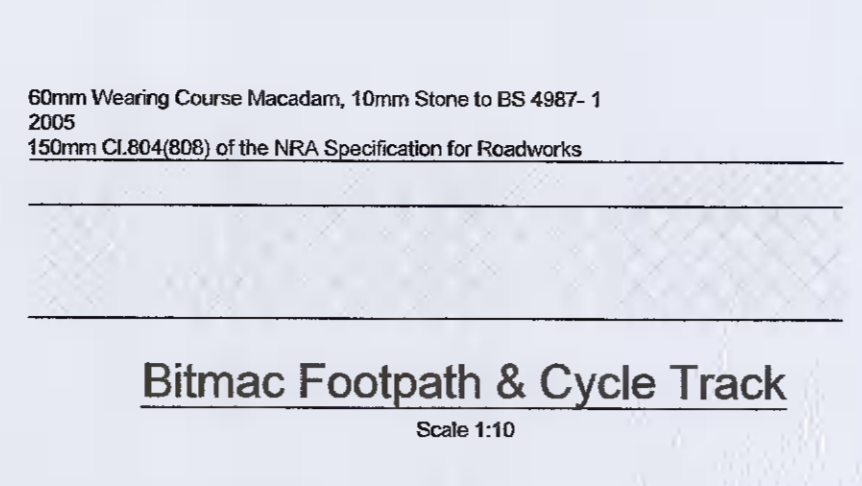 60mm Wearing Course Macadam, 10mm Stone to BS 4987- 1
2005
150mm Cl.804(808) of the NRA Specification for Roadworks
Bitmac Footpath & Cycle Track
Scale 1:10